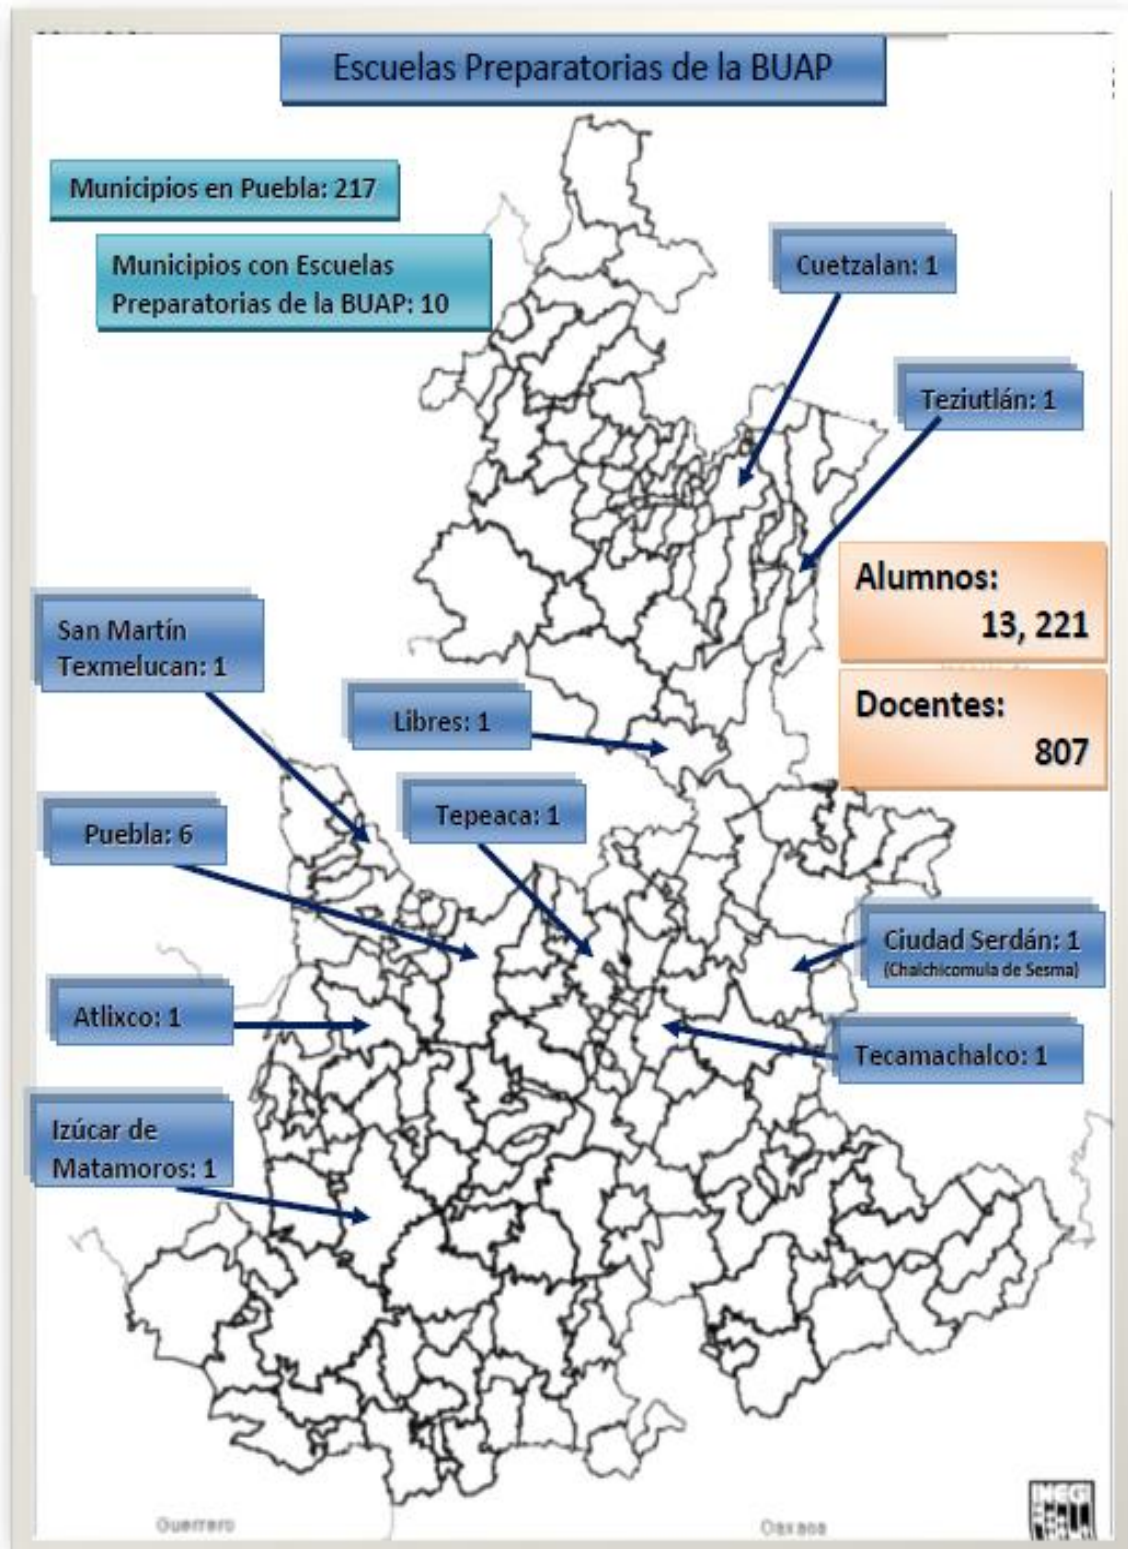 Escuelas Preparatorias de la BUAP
Municipios en Puebla: 217
Municipios con Escuelas
Preparatorias de la BUAP: 10
Cuetzalan: 1
Teziutlán: 1
Alumnos:
13, 221
San Martín
Texmelucan: 1
Libres: 1
Docentes:
807
Tepeaca: 1
Puebla: 6
Ciudad Serdán: 1
(Chalchicomula de Sesma)
Atlixco: 1
Tecamachalco: 1
Izúcar de
Matamoros: 1
Guerrero
Oaxaca
INEGI